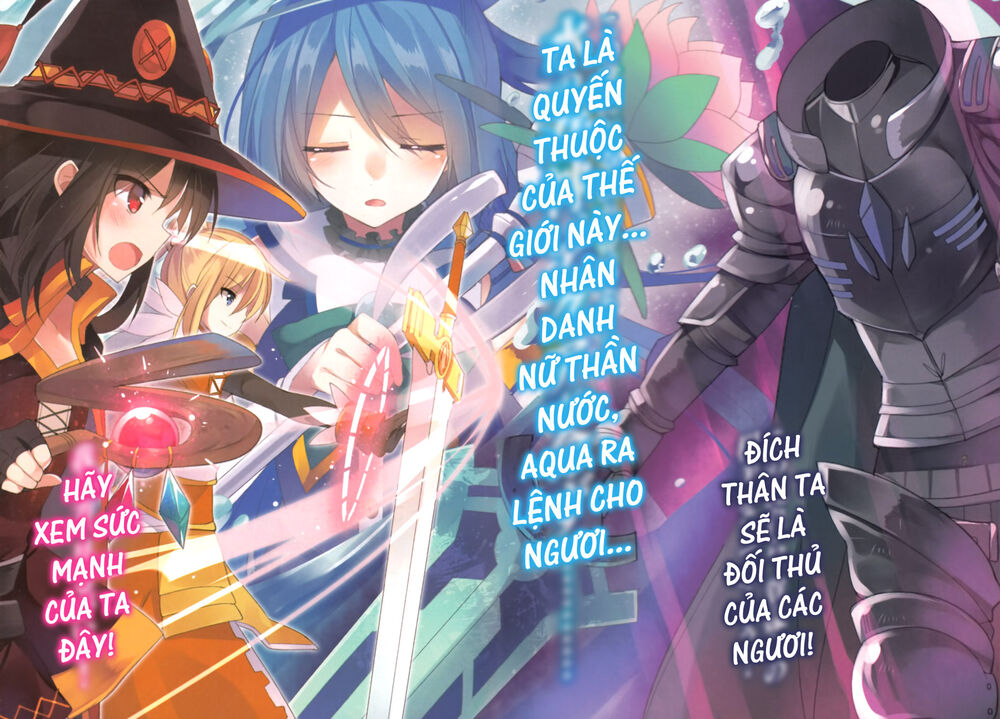 ĐÍCH
THÂN TA
SẼ LÀ
ĐỐI THỦ
CỦA CÁC
NGƯƠI!
TA LÀ
QUYẾN
THUỘC
CỦA THẾ
GIỚI NÀY...
NHÂN
DANH
NỮ THẦN
NƯỚC,
AQUA RA
LỆNH CHO
NGƯƠI...
HÃY
XEM SỨC
MẠNH
CỦA TA
ĐÂY!